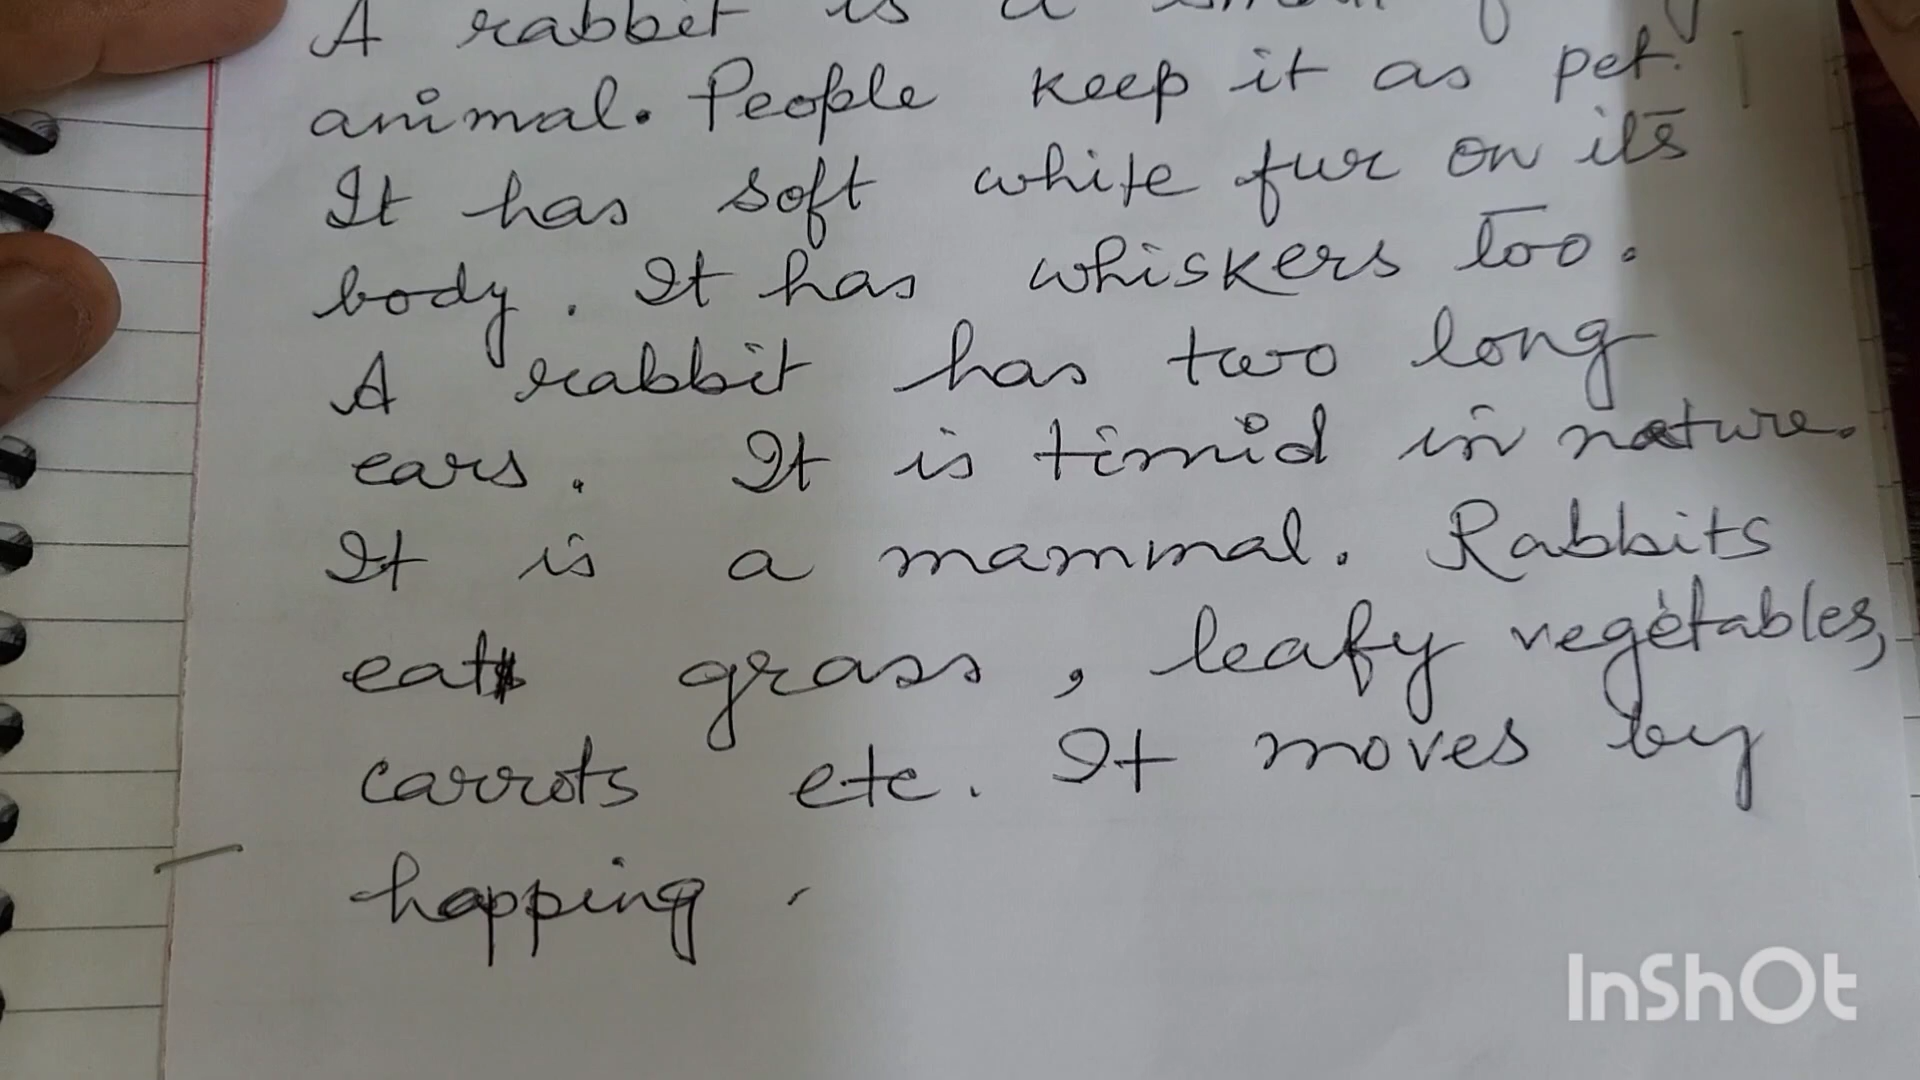 A rabbit is a small
animal. People keep it as pet.
It has soft white fur on its
body. It has whiskers too.
A rabbit has two long
ears. It is timid in nature.
It is a mammal. Rabbits
eat grass, leafy vegetables,
carrots etc. It moves by
hopping.
InShOt